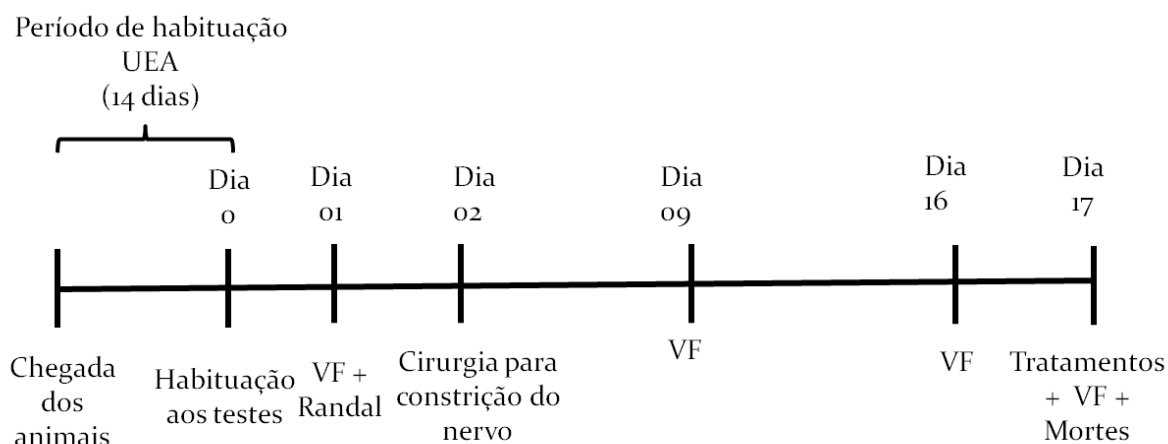 Período de habituação
UEA
(14 dias)
Dia
0
Dia
01
Dia
02
Dia
09
Dia
16
Dia
17
Chegada
dos
animais
Habituação
aos testes
VF +
Randal
Cirurgia para
constrição do
nervo
VF
VF
Tratamentos
+ VF +
Mortes